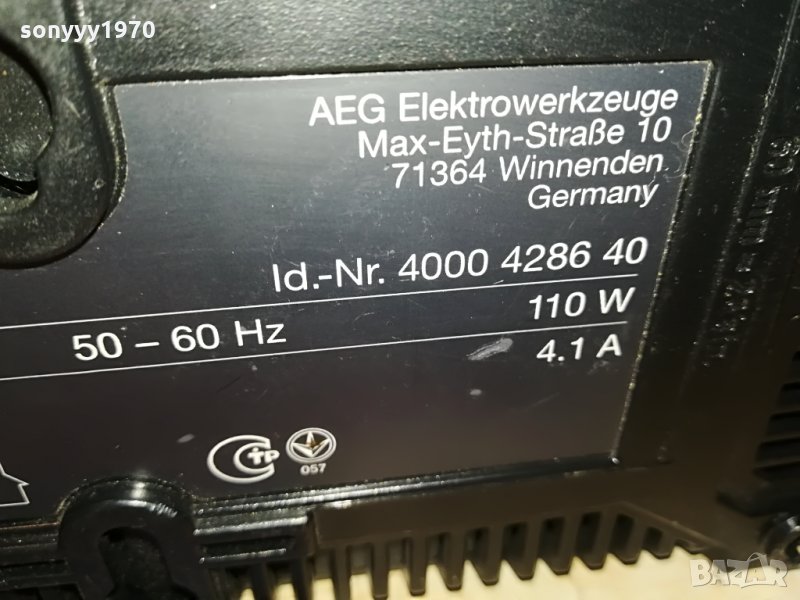 sonyyy1970
AEG Elektrowerkzeuge
Max-Eyth-Straße 10
71364 Winnenden
Germany
Id.-Nr. 4000 4286 40
50 – 60 Hz 110 W
4.1 A
057
BAZAR